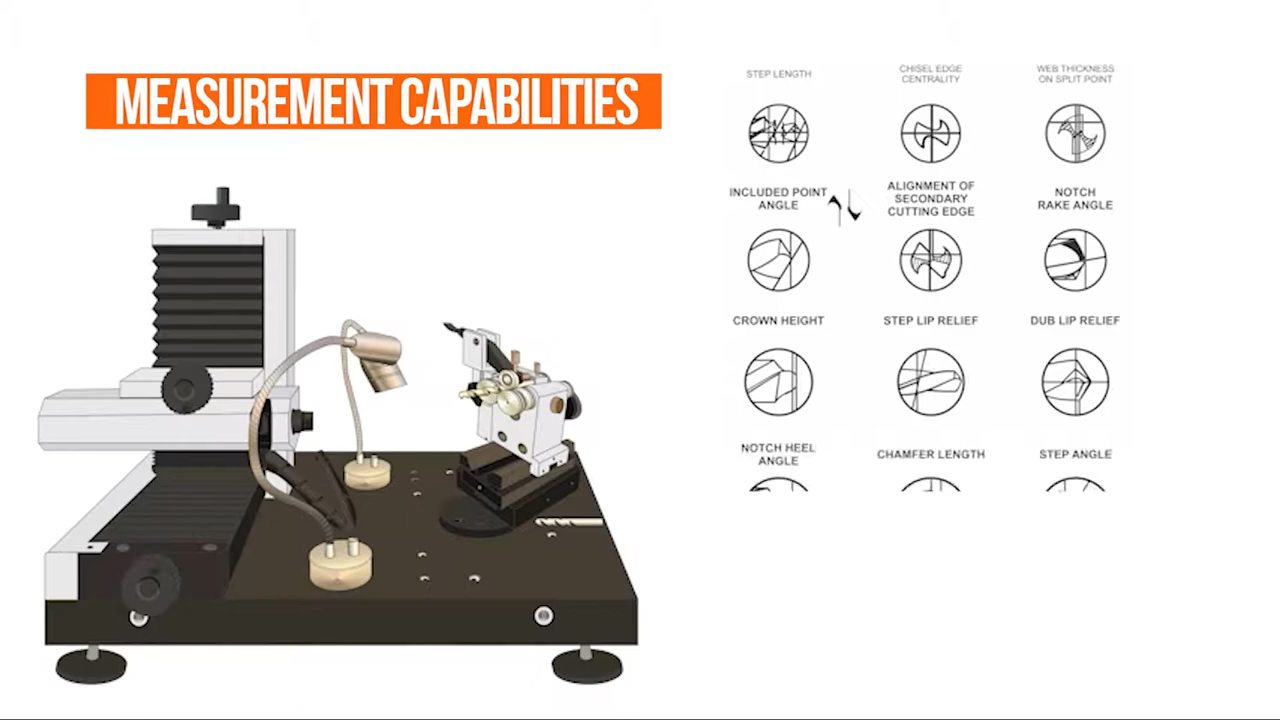 MEASUREMENT CAPABILITIES
STEP LENGTH
CHISEL EDGE
CENTRALITY
WEB THICKNESS
ON SPLIT POINT
INCLUDED POINT
ANGLE
ALIGNMENT OF
SECONDARY
CUTTING EDGE
NOTCH
RAKE ANGLE
CROWN HEIGHT
STEP LIP RELIEF
DUB LIP RELIEF
NOTCH HEEL
ANGLE
CHAMFER LENGTH
STEP ANGLE